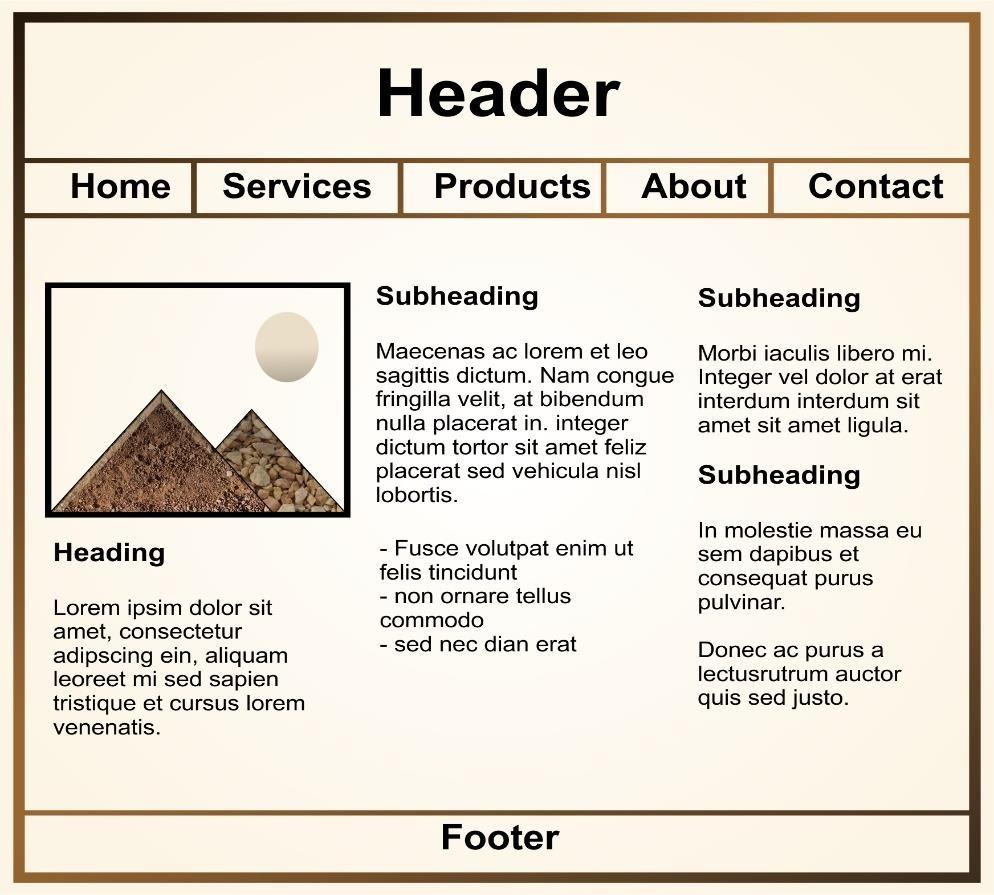 Header
Home Services Products About Contact
Heading
Lorem ipsim dolor sit
amet, consectetur
adipscing ein, aliquam
leoreet mi sed sapien
tristique et cursus lorem
venenatis.
Subheading
Maecenas ac lorem et leo
sagittis dictum. Nam congue
fringilla velit, at bibendum
nulla placerat in. integer
dictum tortor sit amet feliz
placerat sed vehicula nisl
lobortis.
- Fusce volutpat enim ut
felis tincidunt
- non ornare tellus
commodo
- sed nec dian erat
Subheading
Morbi iaculis libero mi.
Integer vel dolor at erat
interdum interdum sit
amet sit amet ligula.
Subheading
In molestie massa eu
sem dapibus et
consequat purus
pulvinar.
Donec ac purus a
lectusrutrum auctor
quis sed justo.
Footer